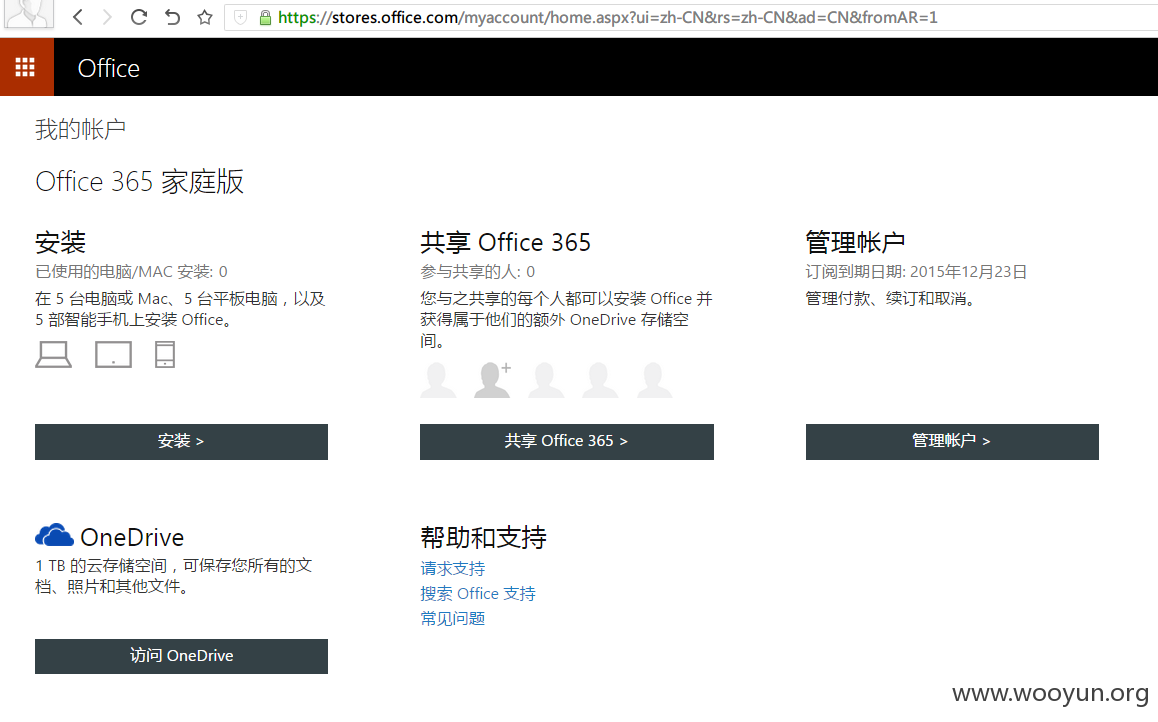 https://stores.office.com/myaccount/home.aspx?ui=zh-CN&rs=zh-CN&ad=CN&fromAR=1
Office
我的帐户
Office 365 家庭版
安装
已使用的电脑/MAC 安装: 0
在 5 台电脑或 Mac、5 台平板电脑，以及
5 部智能手机上安装 Office。
安装 >
共享 Office 365
参与共享的人: 0
您与之共享的每个人都可以安装 Office 并
获得属于他们的额外 OneDrive 存储空
间。
共享 Office 365 >
管理帐户
订阅到期日期: 2015年12月23日
管理付款、续订和取消。
管理帐户 >
OneDrive
1 TB 的云存储空间，可保存您所有的文
档、照片和其他文件。
访问 OneDrive
帮助和支持
请求支持
搜索 Office 支持
常见问题
www.wooyun.org